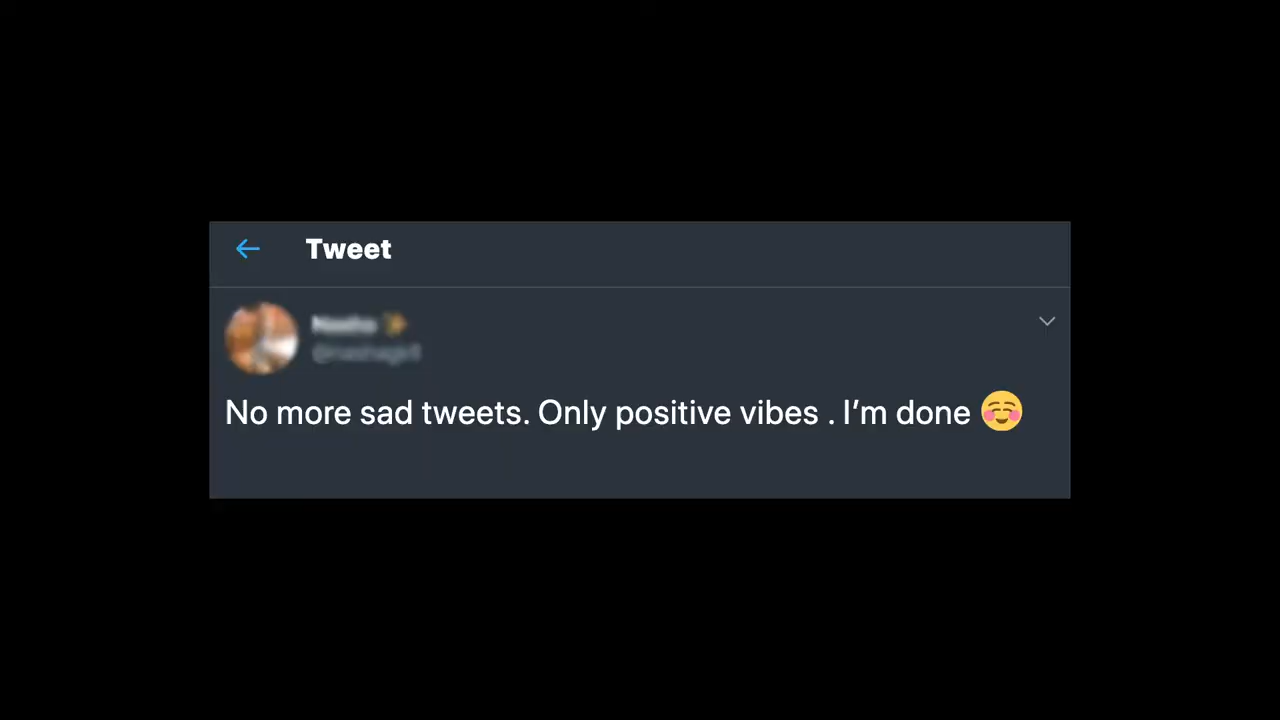 Tweet
No more sad tweets. Only positive vibes . I’m done ☺️